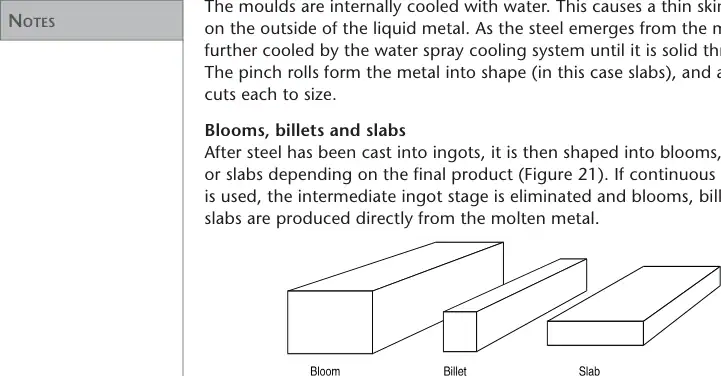 NOTES
The moulds are internally cooled with water. This causes a thin skin
on the outside of the liquid metal. As the steel emerges from the m
further cooled by the water spray cooling system until it is solid thr
The pinch rolls form the metal into shape (in this case slabs), and a
cuts each to size.
Blooms, billets and slabs
After steel has been cast into ingots, it is then shaped into blooms,
or slabs depending on the final product (Figure 21). If continuous
is used, the intermediate ingot stage is eliminated and blooms, bill
slabs are produced directly from the molten metal.
Bloom
Billet
Slab